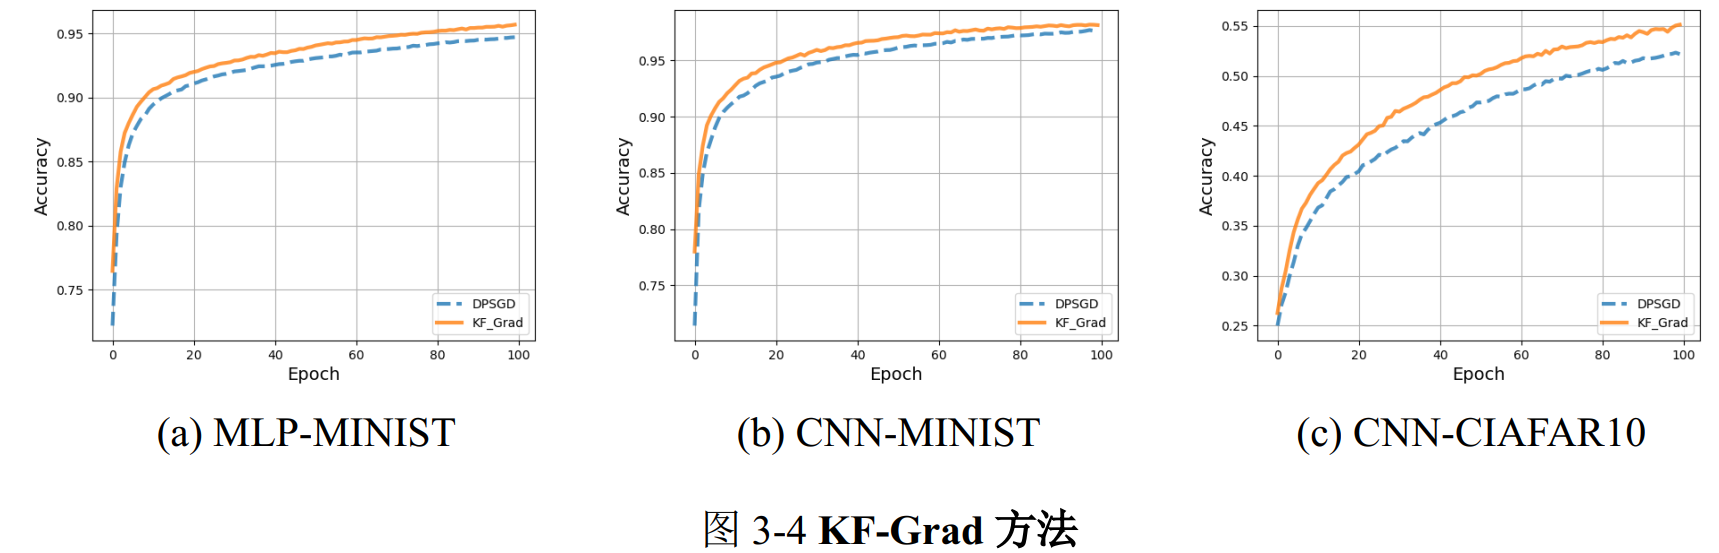 0.95
0.90
0.85
0.80
0.75
Accuracy
DPSGD
KF_Grad
0 20 40 60 80 100
Epoch
(a) MLP-MINIST
0.95
0.90
0.85
0.80
0.75
Accuracy
DPSGD
KF_Grad
0 20 40 60 80 100
Epoch
(b) CNN-MINIST
0.55
0.50
0.45
0.40
0.35
0.30
0.25
Accuracy
DPSGD
KF_Grad
0 20 40 60 80 100
Epoch
(c) CNN-CIAFAR10
图 3-4 KF-Grad 方法